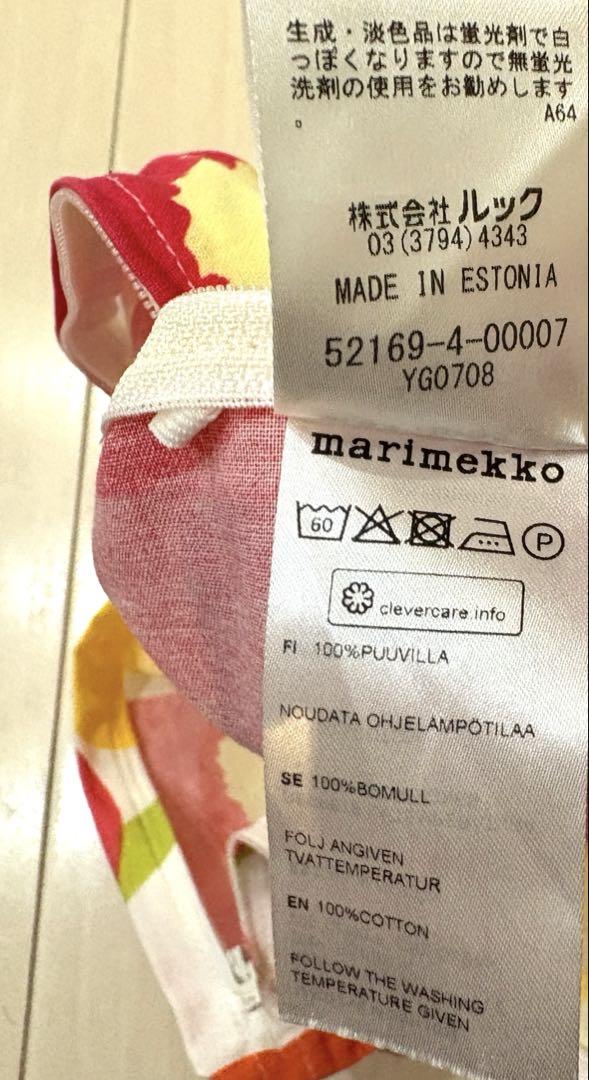 生成・淡色品は蛍光剤で白
っぽくなりますので無蛍光
洗剤の使用をお勧めします
。
A64
株式会社 ルック
03(3794)4343
MADE IN ESTONIA
52169-4-00007
YG0708
marimekko
60 P
clevercare.info
FI 100%PUUVILLA
NOUDATA OHJELÄMPÖTILAA
SE 100%BOMULL
FÖLJ ANGIVEN
TVÄTTEMPERATUR
EN 100%COTTON
FOLLOW THE WASHING
TEMPERATURE GIVEN